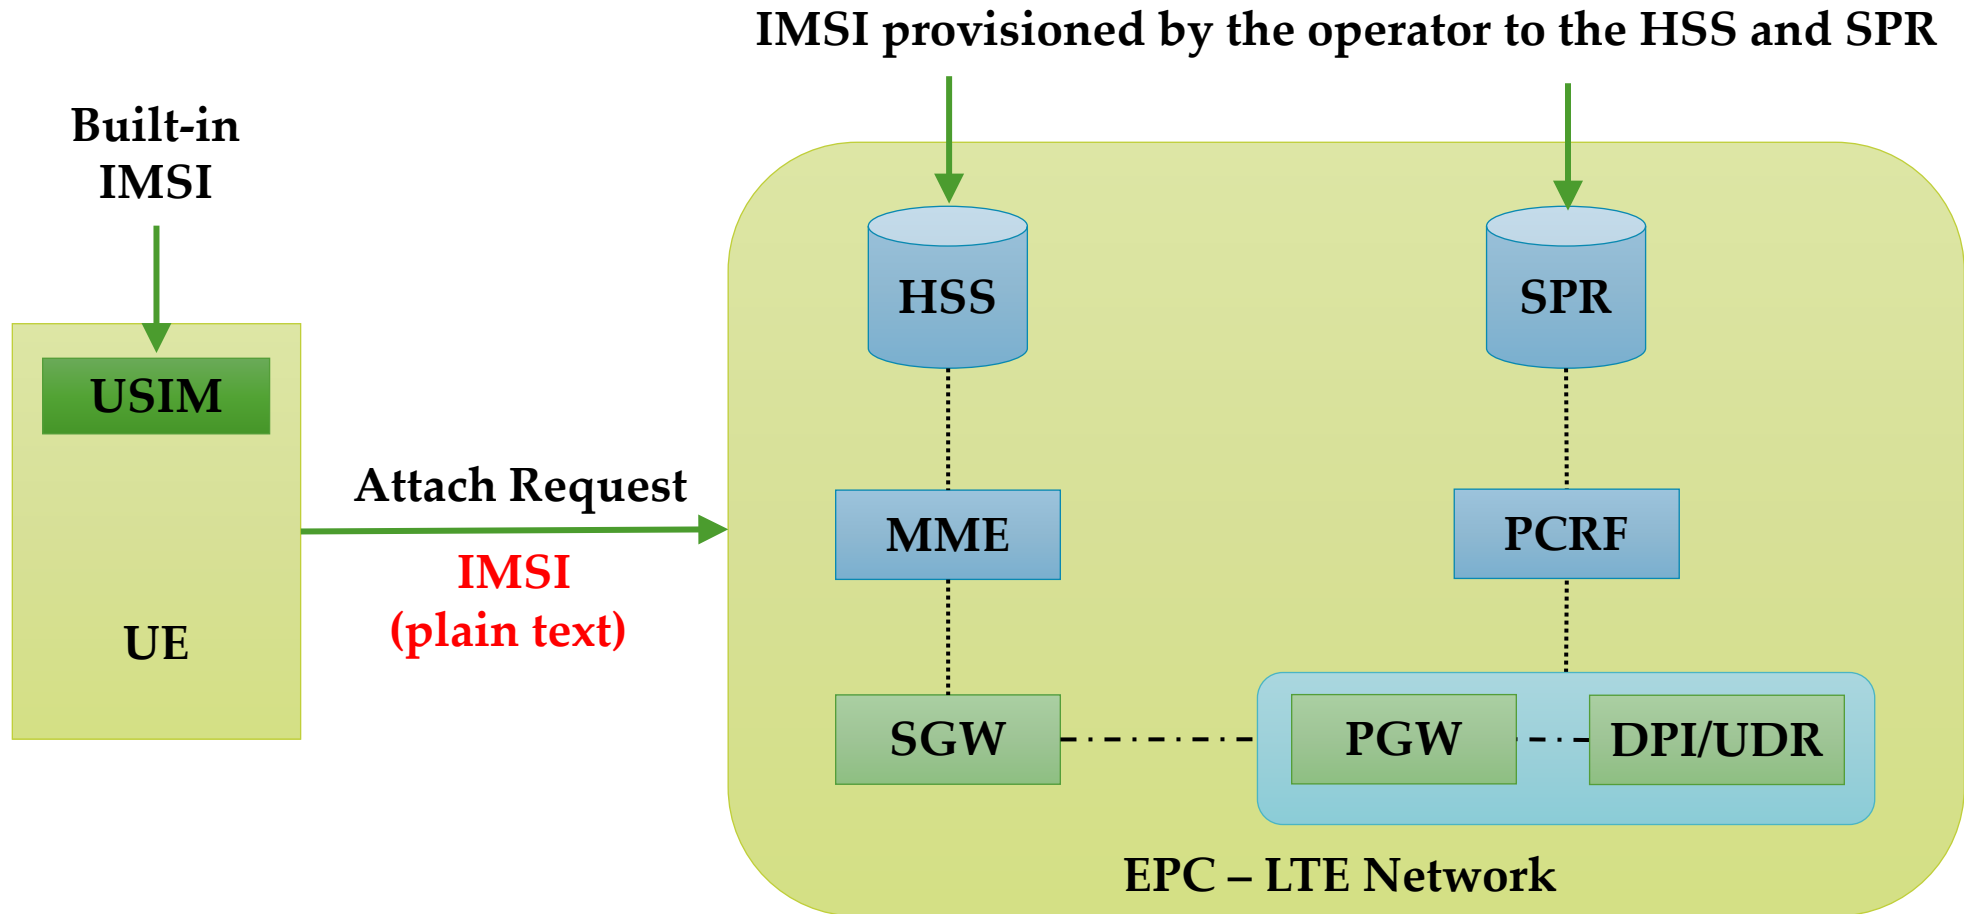 IMSI provisioned by the operator to the HSS and SPR
Built-in
IMSI
HSS
SPR
USIM
Attach Request
MME
PCRF
IMSI
(plain text)
UE
SGW
PGW
DPI/UDR
EPC – LTE Network